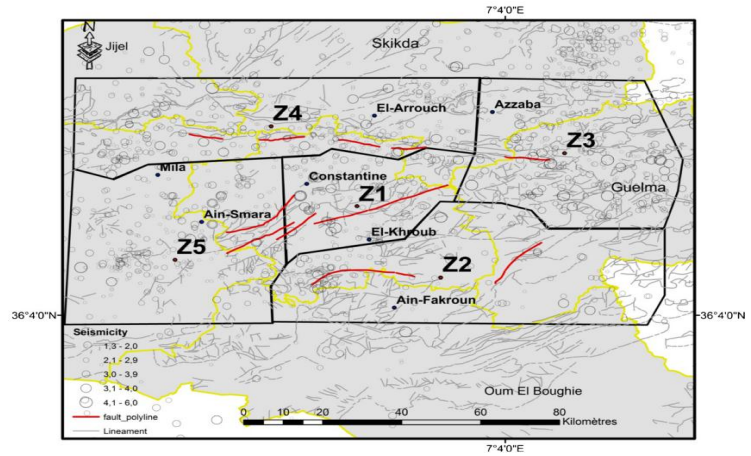 7°4'0"E
N
Jijel
Skikda
El-Arrouch
Azzaba
Z4
Z3
Mila
Constantine
Guelma
Z1
Ain-Smara
El-Khroub
Z5
Z2
Ain-Fakroun
36°4'0"N
36°4'0"N
Seismicity
1,3 - 2,0
2,1 - 2,9
3,0 - 3,9
3,1 - 4,0
4,1 - 6,0
fault_polyline
Lineament
Oum El Boughie
0 10 20 40 60 80
Kilomètres
7°4'0"E